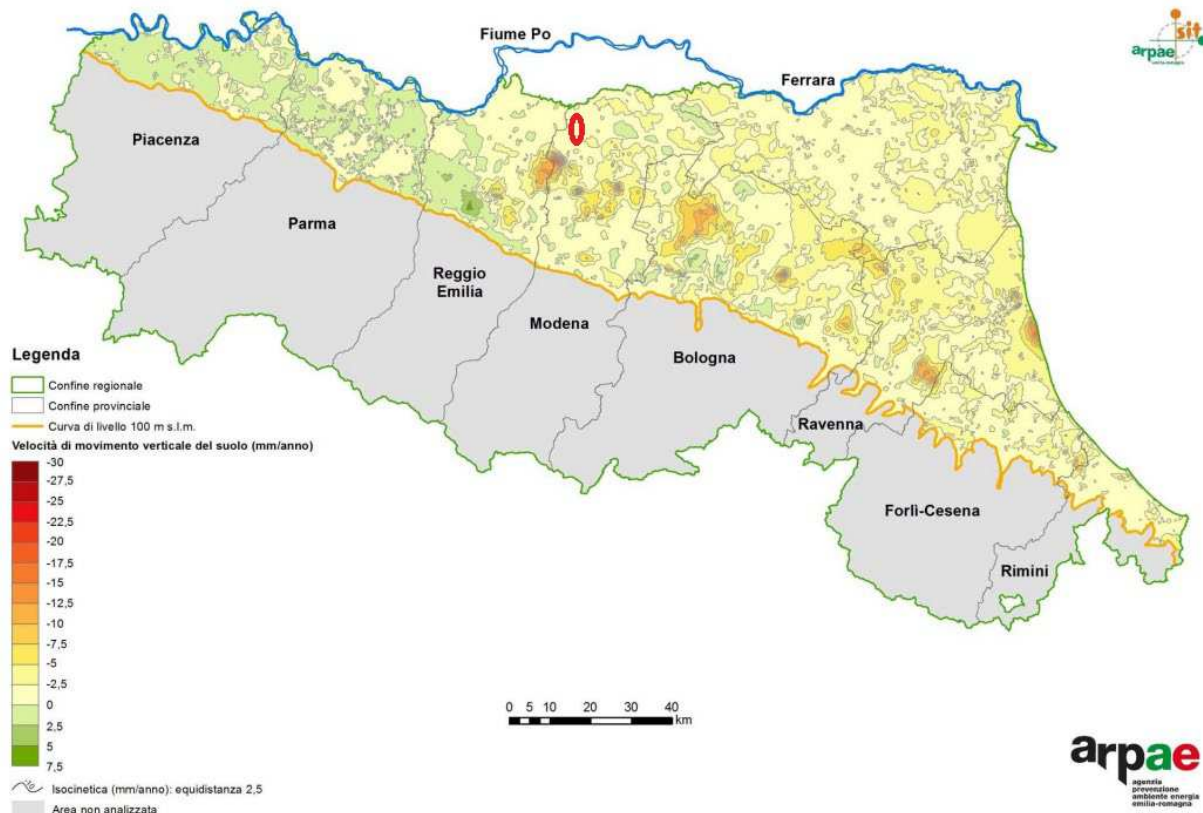 Fiume Po
Ferrara
sit
arpae
emilia-romagna
Piacenza
Parma
Reggio
Emilia
Modena
Bologna
Ravenna
Forlì-Cesena
Rimini
Legenda
Confine regionale
Confine provinciale
Curva di livello 100 m s.l.m.
Velocità di movimento verticale del suolo (mm/anno)
-30
-27,5
-25
-22,5
-20
-17,5
-15
-12,5
-10
-7,5
-5
-2,5
0
2,5
5
7,5
Isocinetica (mm/anno): equidistanza 2,5
Area non analizzata
0 5 10 20 30 40
km
arpae
agenzia
prevenzione
ambiente energia
emilia-romagna